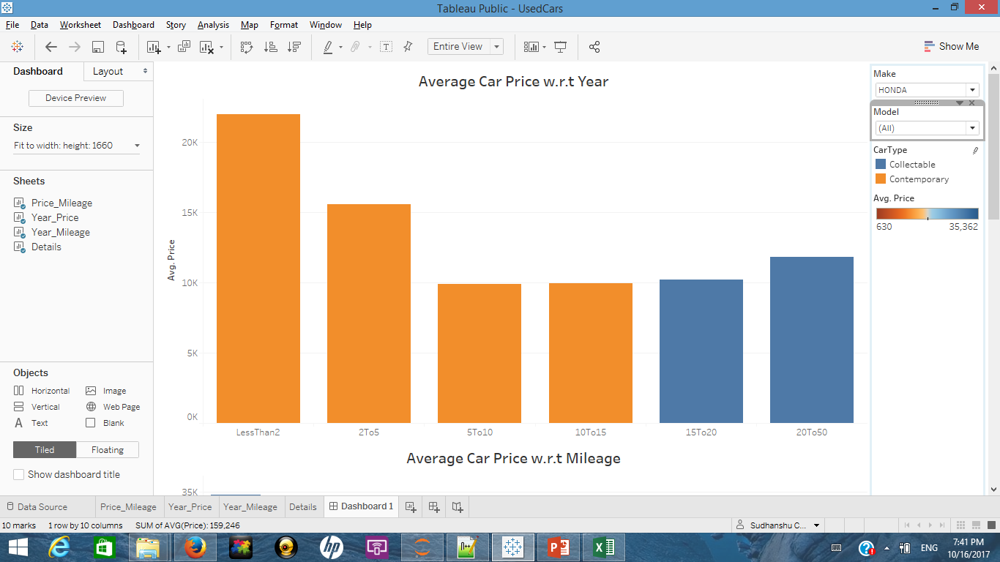 Tableau Public - UsedCars
File Data Worksheet Dashboard Story Analysis Map Format Window Help
Entire View
Show Me
Dashboard Layout
Device Preview
Size
Fit to width: height: 1660
Sheets
Price_Mileage
Year_Price
Year_Mileage
Details
Objects
Horizontal Image
Vertical Web Page
A Text Blank
Tiled Floating
Show dashboard title
Average Car Price w.r.t Year
Avg. Price
20K
15K
10K
5K
0K
LessThan2 2To5 5To10 10To15 15To20 20To50
Average Car Price w.r.t Mileage
35K
Make
HONDA
Model
(All)
CarType
Collectable
Contemporary
Avg. Price
630 35,362
Data Source Price_Mileage Year_Price Year_Mileage Details Dashboard 1
10 marks 1 row by 10 columns SUM of AVG(Price): 159,246 Sudhanshu C...
ENG
7:41 PM
10/16/2017